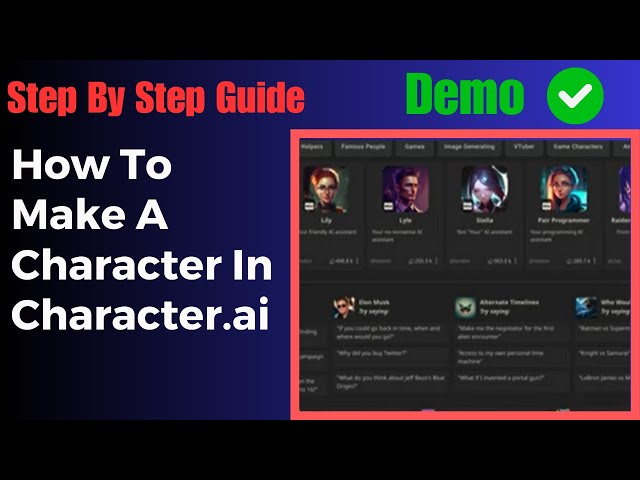 Step By Step Guide
Demo
How To
Make A
Character In
Character.ai
Helpers
Famous People
Games
Image Generating
VTuber
Game Characters
Lily
Lyle
Stella
Pair Programmer
Raiden
friendly AI assistant
Your no-nonsense AI assistant
Not "Your" AI assistant
Your programming AI assistant
Elon Musk
Try saying:
Alternate Timelines
Try saying:
Who Wou
Try saying:
"If you could go back in time, when and where would you go?"
"Make me the negotiator for the first alien encounter"
"Batman vs Superma
"Why did you buy Twitter?"
"Access to my own personal time machine"
"Knight vs Samurai"
"What do you think about Jeff Bezo's Blue Origins?"
"What if I invented a portal gun?"
"LeBron James vs M